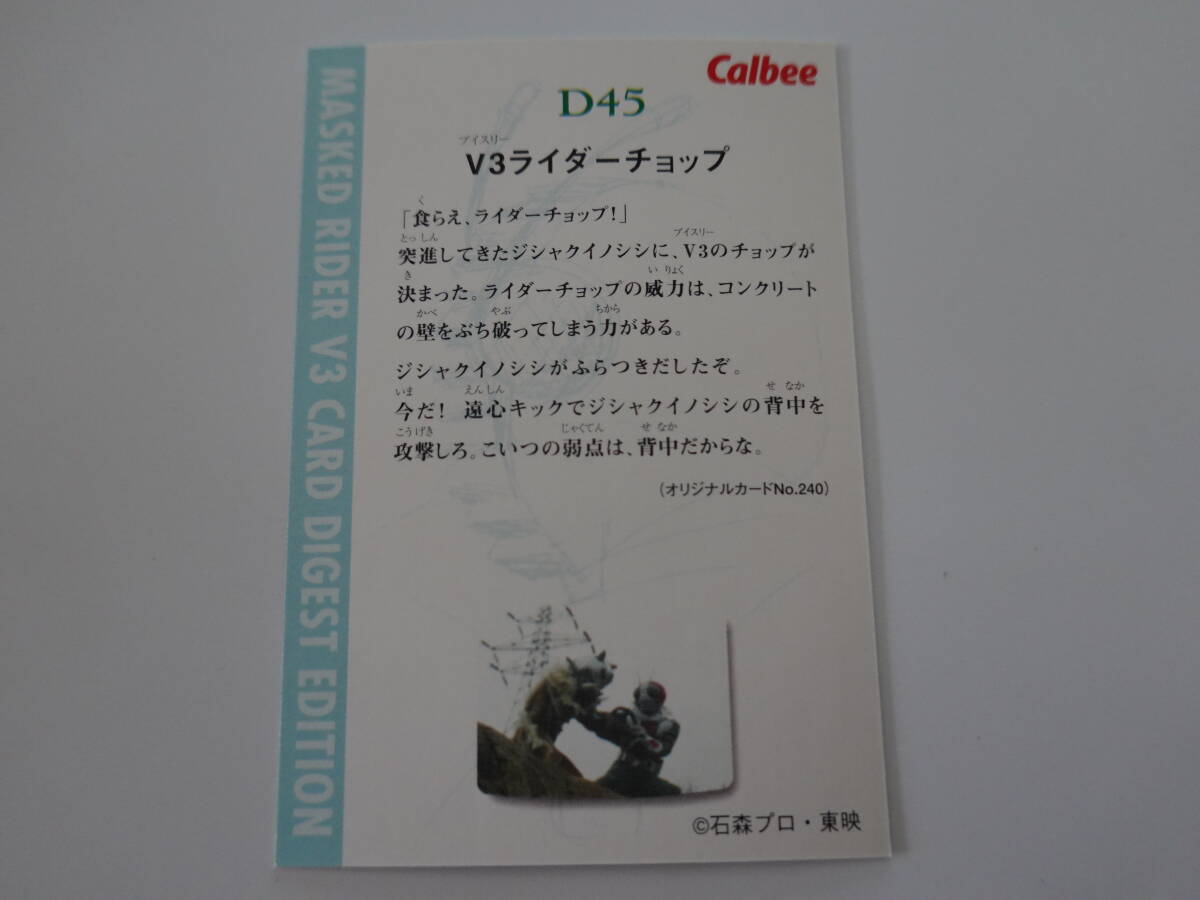 MASKED RIDER V3 CARD DIGEST EDITION
Calbee
D45
ブイスリー
V3ライダーチョップ
く
「食らえ、ライダーチョップ!」
とっしん ブイスリー
突進してきたジシャクイノシシに、V3のチョップが
き い りょく
決まった。ライダーチョップの威力は、コンクリート
かべ やぶ ちから
の壁をぶち破ってしまう力がある。
ジシャクイノシシがふらつきだしたぞ。
いま えんしん せ なか
今だ! 遠心キックでジシャクイノシシの背中を
こうげき じゃくてん せ なか
攻撃しろ。こいつの弱点は、背中だからな。
(オリジナルカードNo.240)
©石森プロ・東映